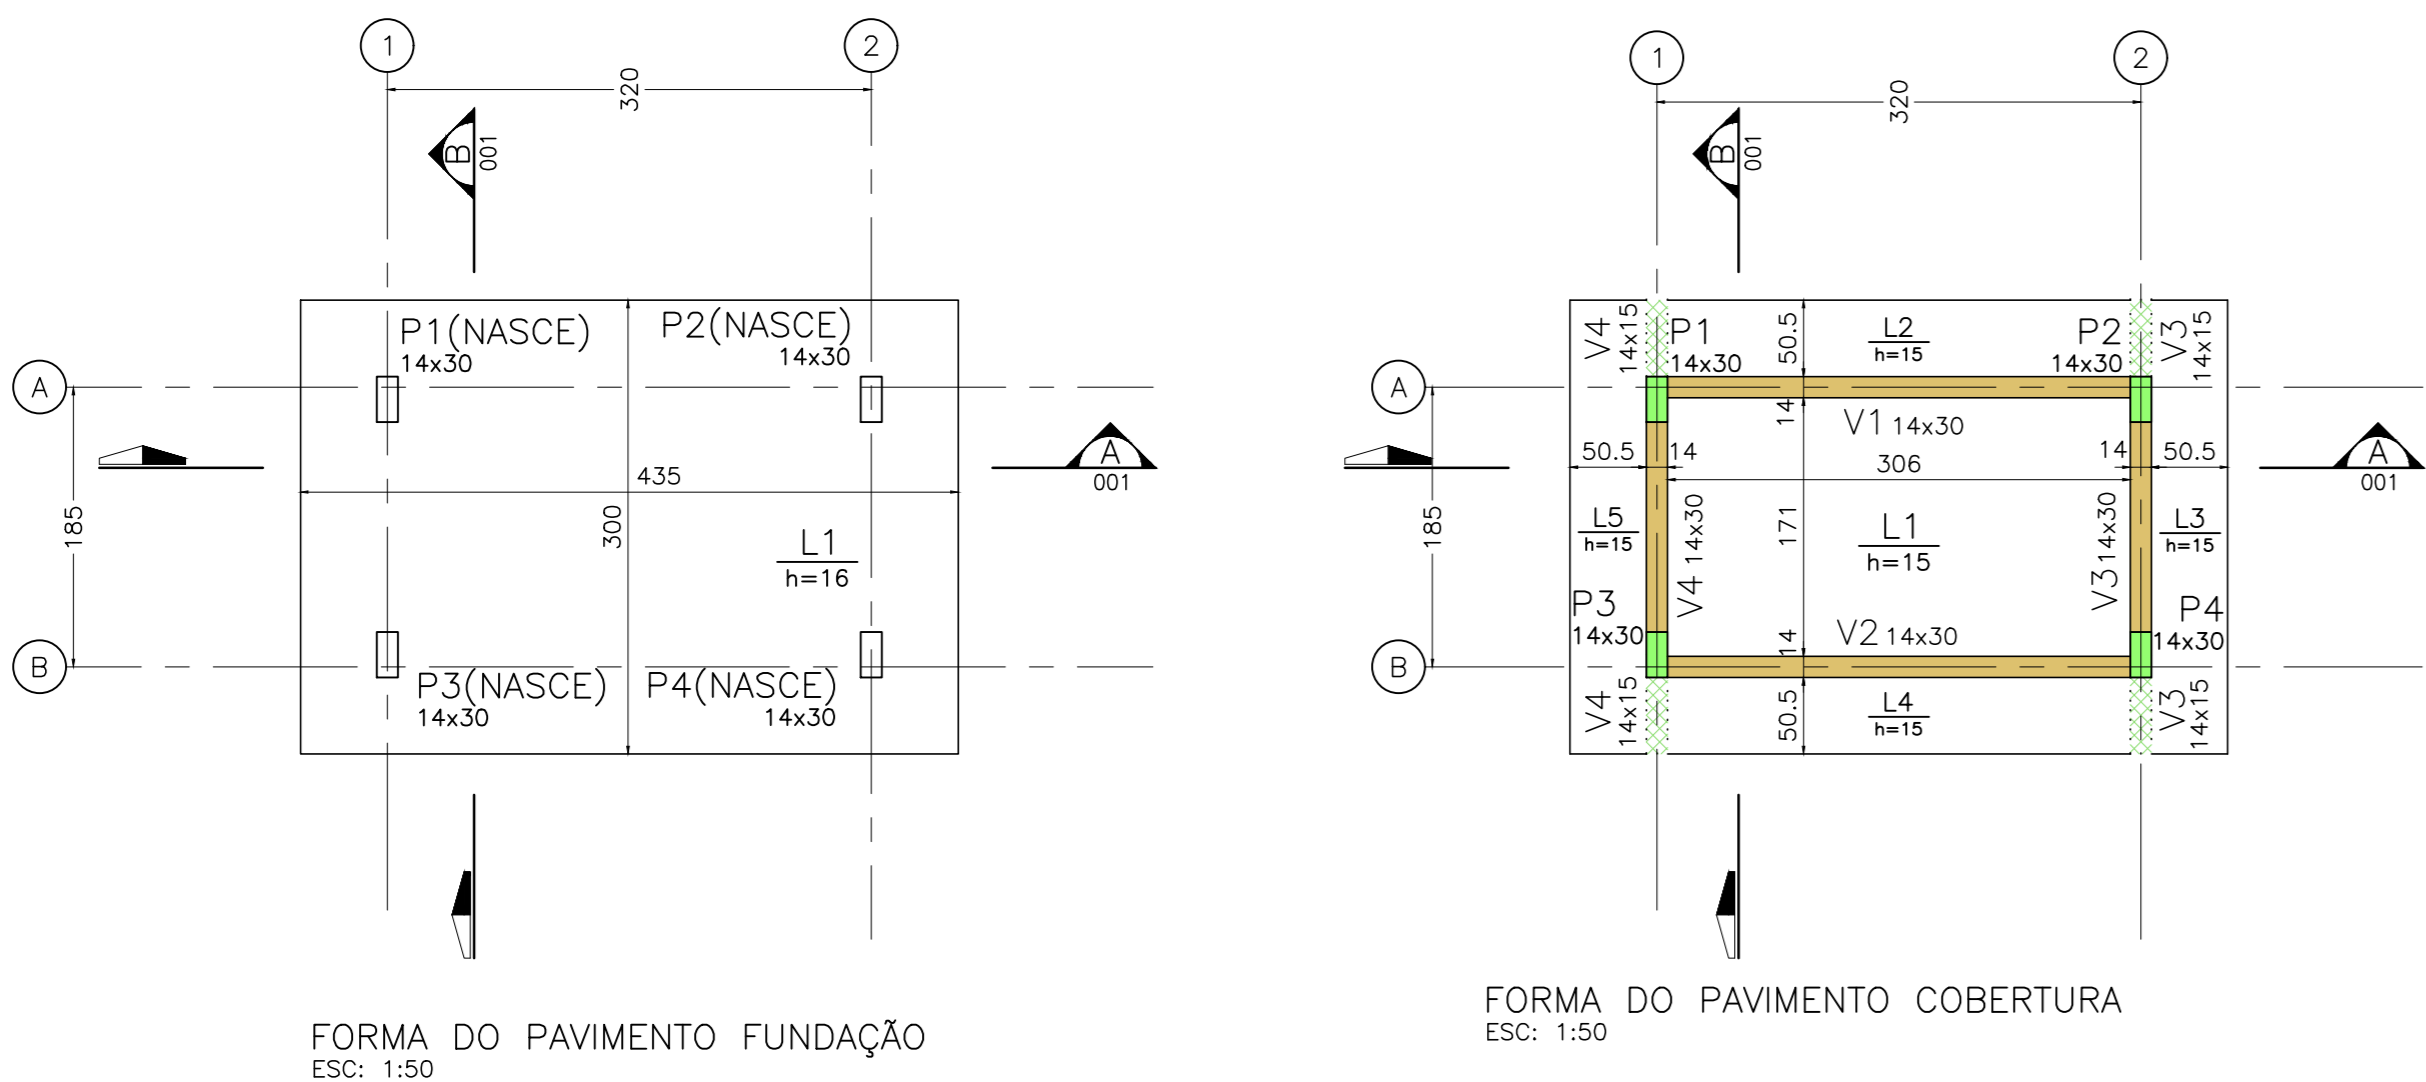 1
2
320
B
001
P1(NASCE)
14x30
P2(NASCE)
14x30
A
185
435
300
A
001
L1
h=16
B
P3(NASCE)
14x30
P4(NASCE)
14x30
FORMA DO PAVIMENTO FUNDAÇÃO
ESC: 1:50
1
2
320
B
001
V4
14x15
P1
14x30
50.5
L2
h=15
P2
14x30
V3
14x15
A
14
V1 14x30
50.5
14
306
14
50.5
A
001
185
L5
h=15
V4 14x30
171
L1
h=15
V3 14x30
L3
h=15
P3
14x30
P4
14x30
14
V2 14x30
B
V4
14x15
50.5
L4
h=15
V3
14x15
FORMA DO PAVIMENTO COBERTURA
ESC: 1:50